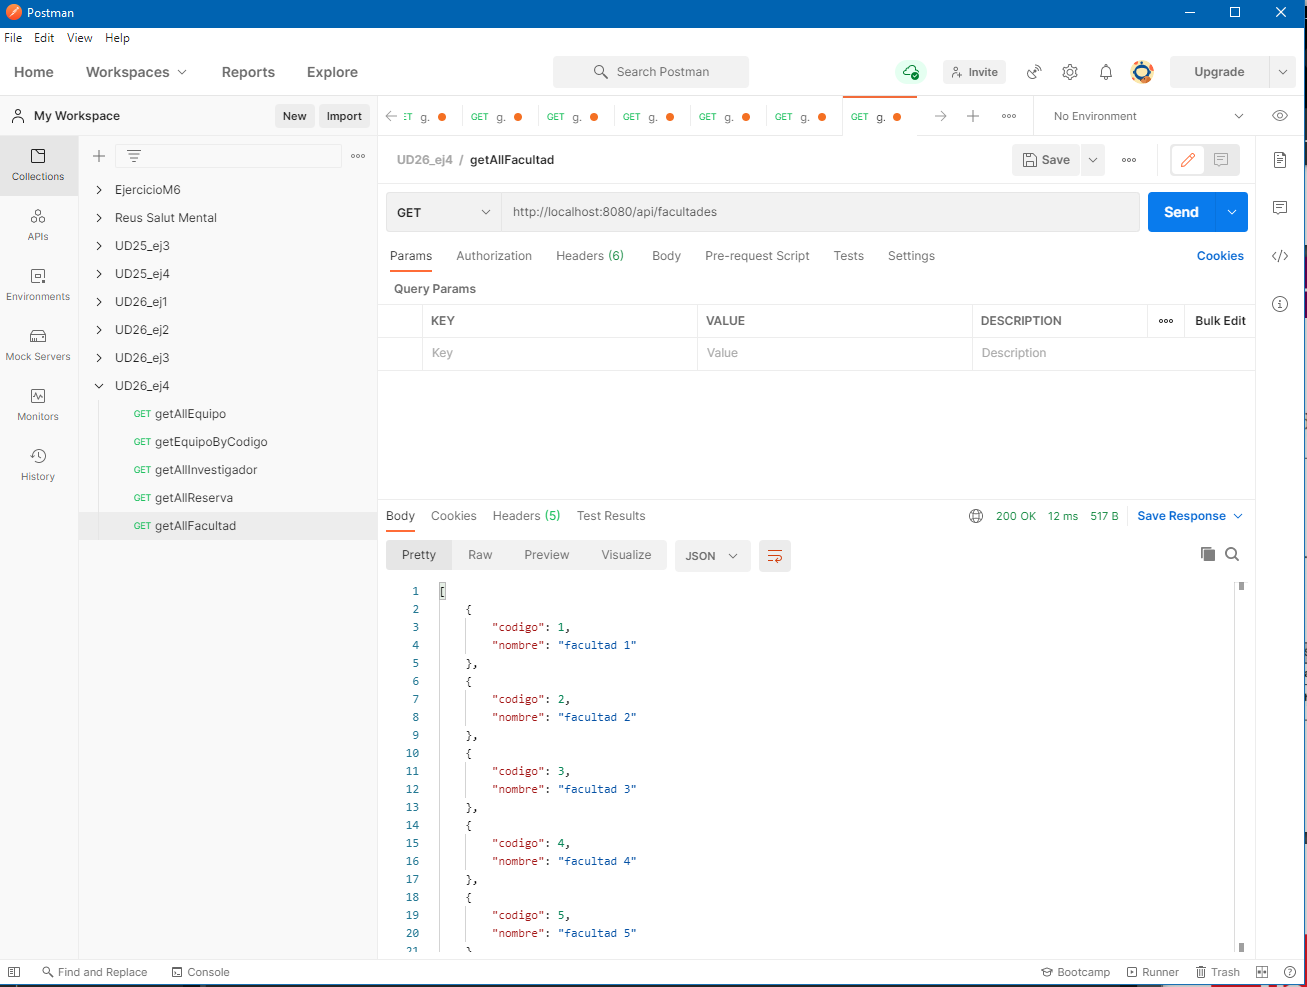 Postman
File Edit View Help
Home Workspaces Reports Explore Search Postman Invite Upgrade
My Workspace New Import
ET g. GET g. GET g. GET g. GET g. GET g. GET g. No Environment
Collections
APIs
Environments
Mock Servers
Monitors
History
EjercicioM6
Reus Salut Mental
UD25_ej3
UD25_ej4
UD26_ej1
UD26_ej2
UD26_ej3
UD26_ej4
GET getAllEquipo
GET getEquipoByCodigo
GET getAllInvestigador
GET getAllReserva
GET getAllFacultad
UD26_ej4 / getAllFacultad Save
GET http://localhost:8080/api/facultades Send
Params Authorization Headers (6) Body Pre-request Script Tests Settings Cookies
Query Params
KEY VALUE DESCRIPTION Bulk Edit
Key Value Description
Body Cookies Headers (5) Test Results 200 OK 12 ms 517 B Save Response
Pretty Raw Preview Visualize JSON
1 [
2 {
3 "codigo": 1,
4 "nombre": "facultad 1"
5 },
6 {
7 "codigo": 2,
8 "nombre": "facultad 2"
9 },
10 {
11 "codigo": 3,
12 "nombre": "facultad 3"
13 },
14 {
15 "codigo": 4,
16 "nombre": "facultad 4"
17 },
18 {
19 "codigo": 5,
20 "nombre": "facultad 5"
21 }
Find and Replace Console Bootcamp Runner Trash